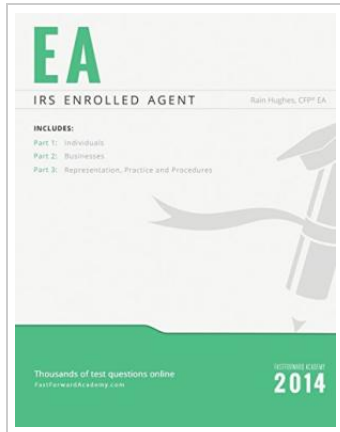 EA
IRS ENROLLED AGENT
Rain Hughes, CFP® EA
INCLUDES:
Part 1: Individuals
Part 2: Businesses
Part 3: Representation, Practice and Procedures
Thousands of test questions online
FastForwardAcademy.com
FASTFORWARD ACADEMY
2014